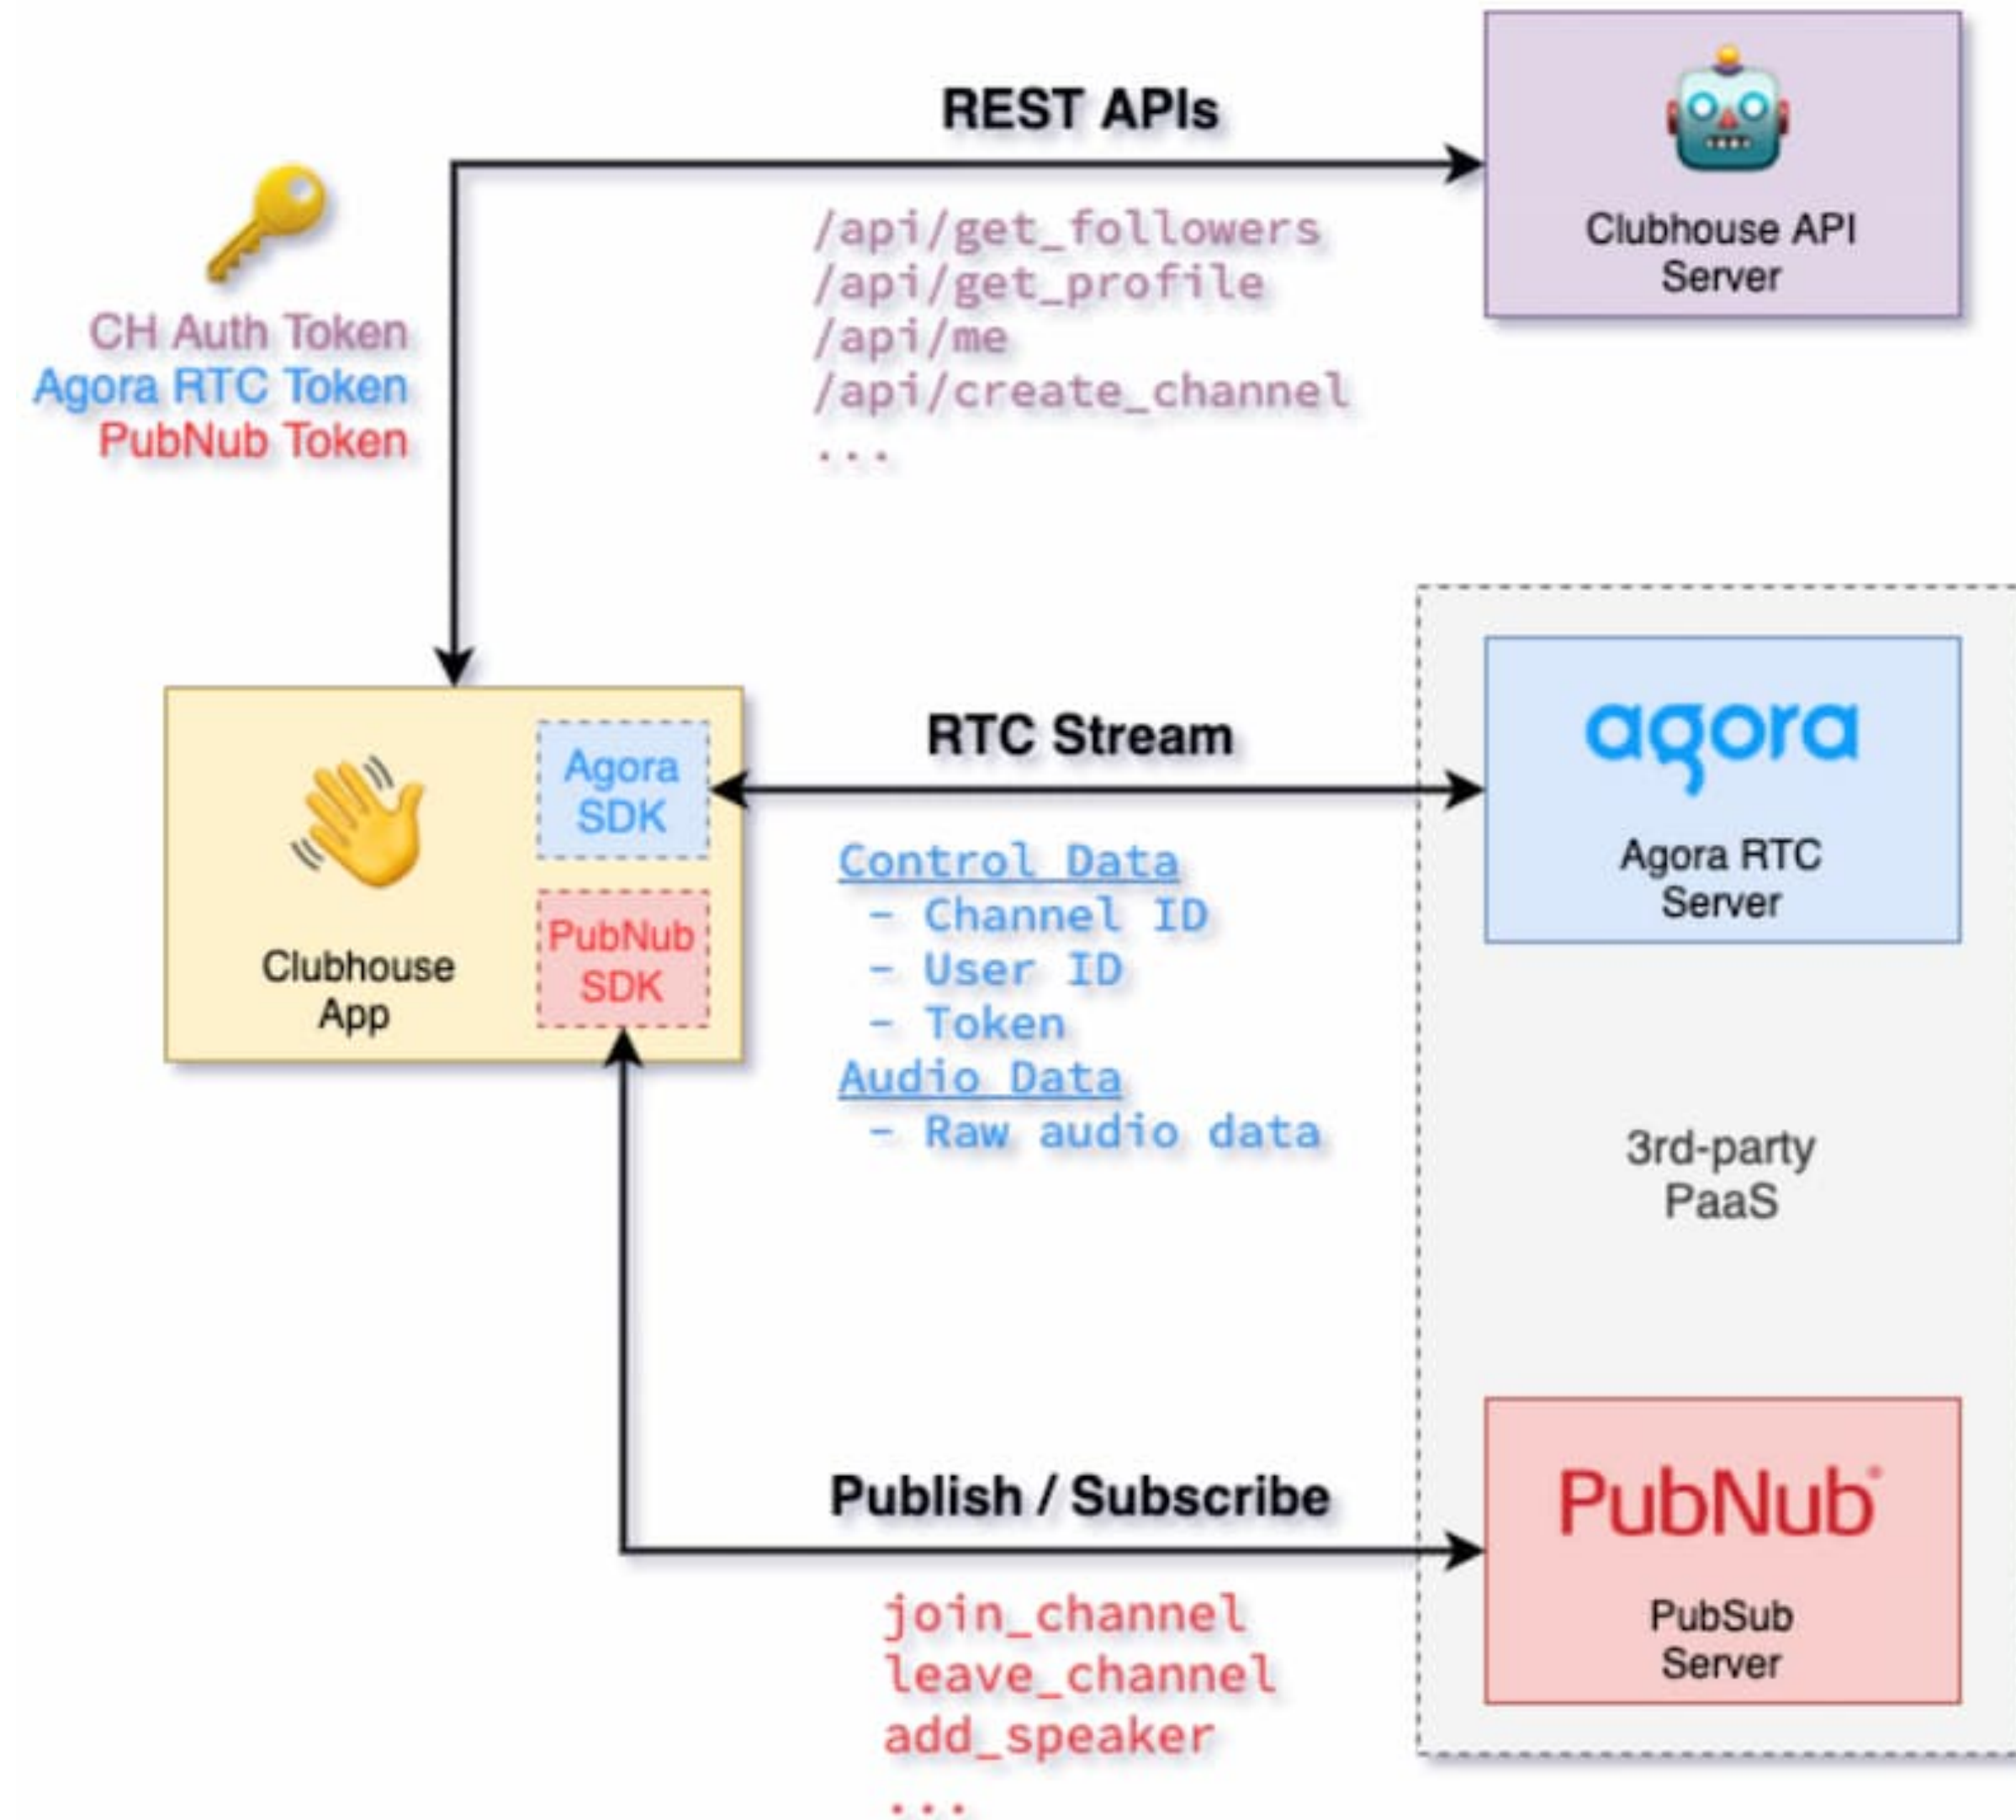 REST APIs
Clubhouse API
Server
/api/get_followers
/api/get_profile
/api/me
/api/create_channel
...
CH Auth Token
Agora RTC Token
PubNub Token
Clubhouse
App
Agora
SDK
PubNub
SDK
RTC Stream
Control Data
- Channel ID
- User ID
- Token
Audio Data
- Raw audio data
agora
Agora RTC
Server
3rd-party
PaaS
Publish / Subscribe
join_channel
leave_channel
add_speaker
...
PubNub®
PubSub
Server